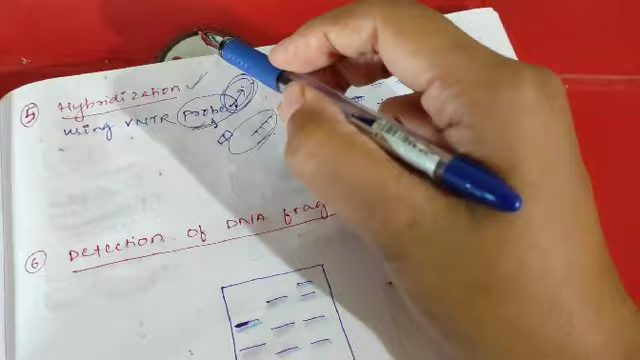 5 Hybridization ✓
using VNTR probe
6 Detection of DNA frag